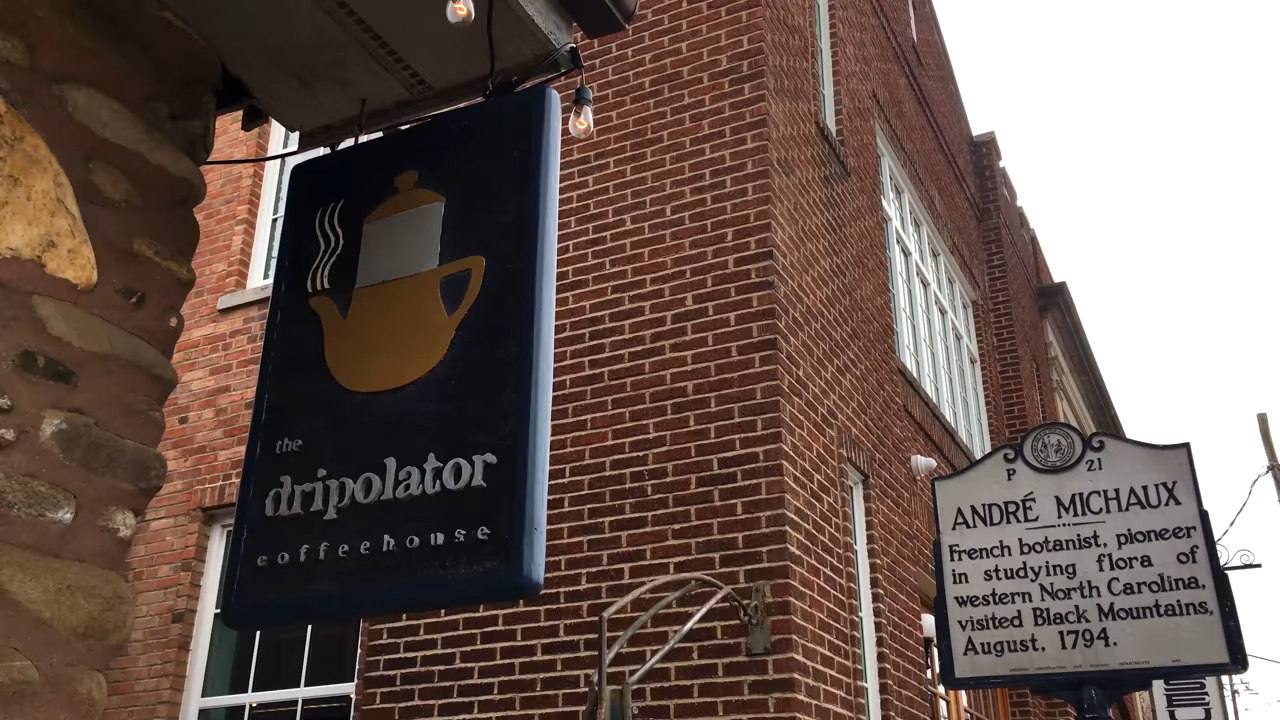 the
dripolator
coffeehouse
P 21
ANDRÉ MICHAUX
French botanist, pioneer
in studying flora of
western North Carolina,
visited Black Mountains,
August, 1794.